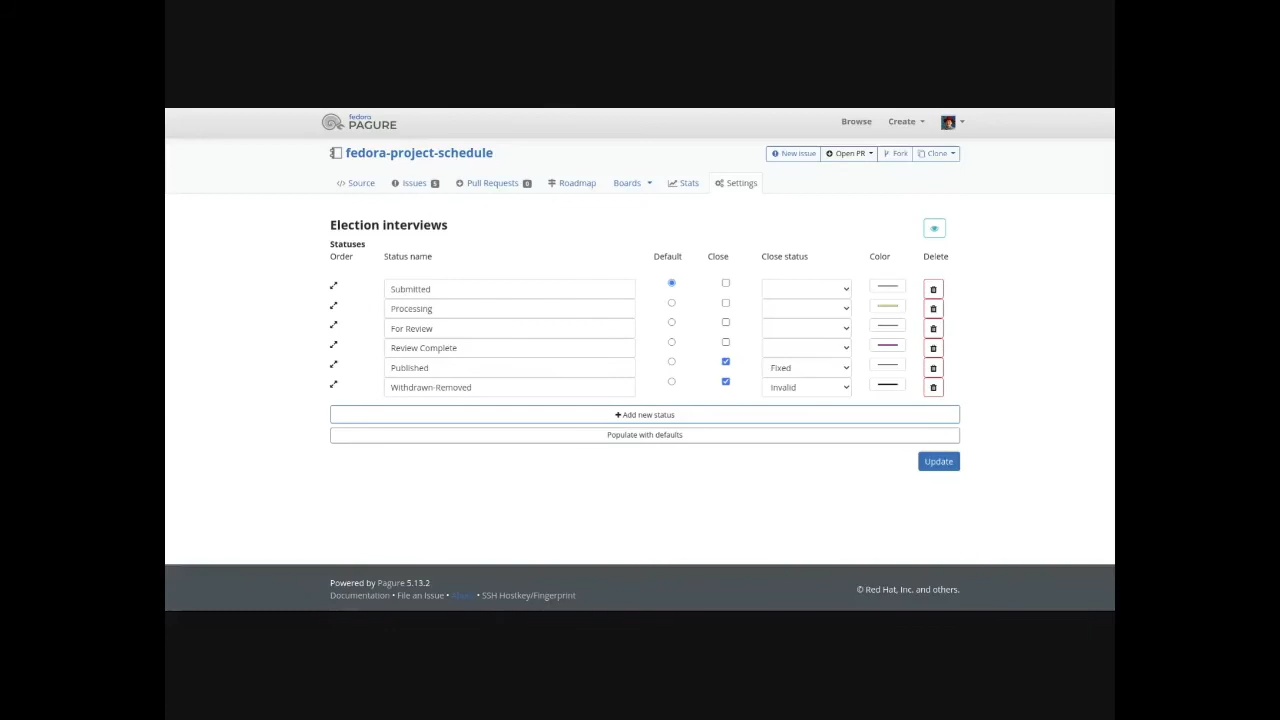 fedora
PAGURE
Browse Create
fedora-project-schedule
New issue Open PR Fork Clone
Source Issues 5 Pull Requests 0 Roadmap Boards Stats Settings
Election interviews
Statuses
Order Status name Default Close Close status Color Delete
Submitted
Processing
For Review
Review Complete
Published Fixed
Withdrawn-Removed Invalid
Add new status
Populate with defaults
Update
Powered by Pagure 5.13.2
Documentation • File an Issue • About • SSH Hostkey/Fingerprint
© Red Hat, Inc. and others.